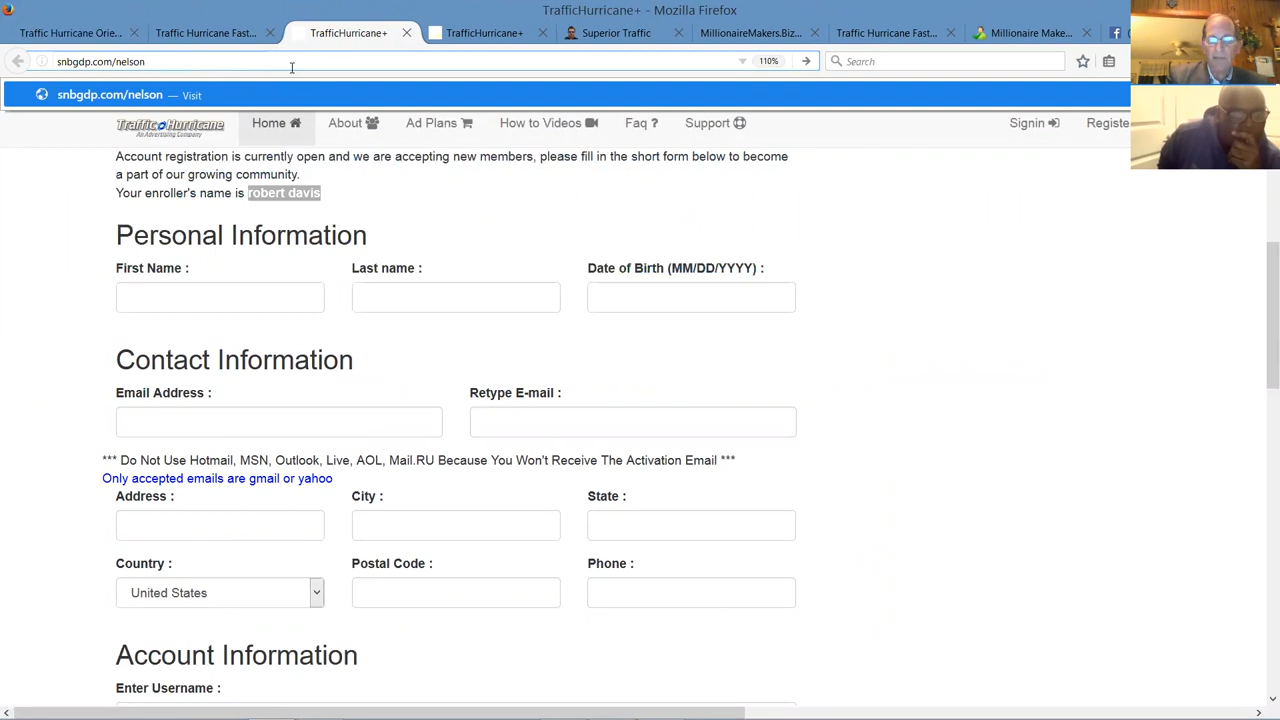 TrafficHurricane+ - Mozilla Firefox
Traffic Hurricane Orie...
Traffic Hurricane Fast...
TrafficHurricane+
TrafficHurricane+
Superior Traffic
MillionaireMakers.Biz...
Traffic Hurricane Fast...
Millionaire Make...
snbgdp.com/nelson
110%
Search
snbgdp.com/nelson — Visit
Traffic Hurricane
An Advertising Company
Home
About
Ad Plans
How to Videos
Faq ?
Support
Signin
Registe
Account registration is currently open and we are accepting new members, please fill in the short form below to become
a part of our growing community.
Your enroller's name is robert davis
Personal Information
First Name :
Last name :
Date of Birth (MM/DD/YYYY) :
Contact Information
Email Address :
Retype E-mail :
*** Do Not Use Hotmail, MSN, Outlook, Live, AOL, Mail.RU Because You Won't Receive The Activation Email ***
Only accepted emails are gmail or yahoo
Address :
City :
State :
Country :
Postal Code :
Phone :
United States
Account Information
Enter Username :